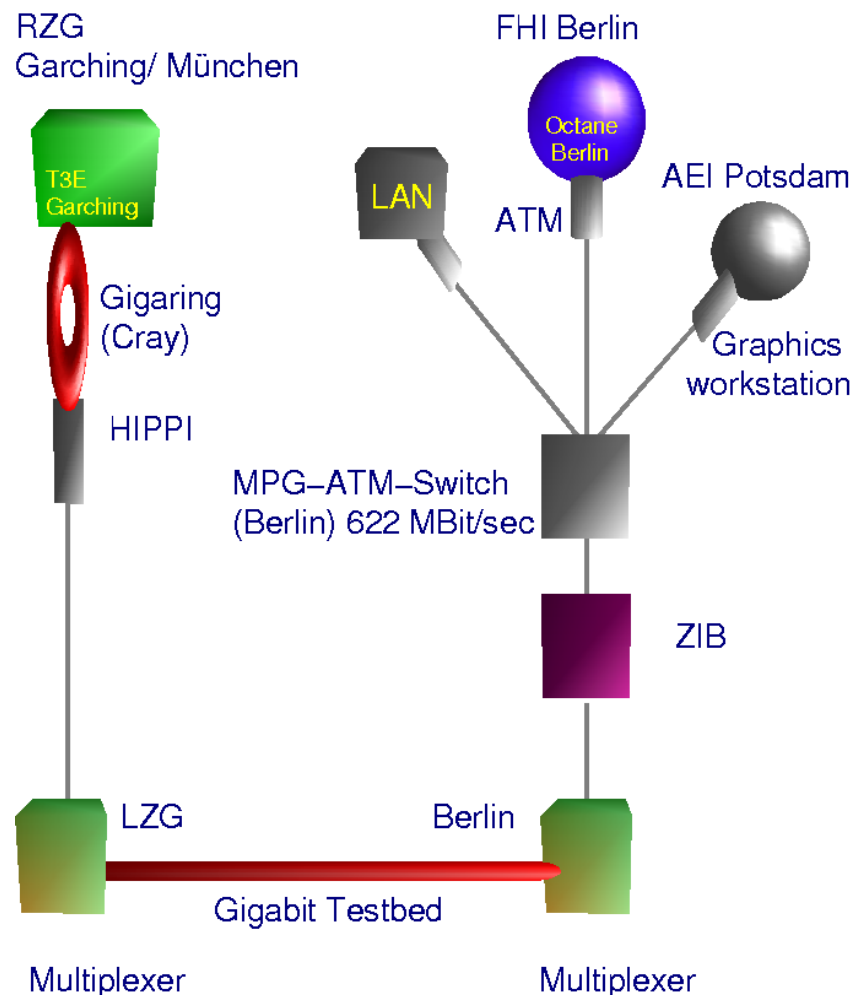 RZG
Garching/ München
FHI Berlin
T3E
Garching
LAN
Octane
Berlin
AEI Potsdam
ATM
Gigaring
(Cray)
Graphics
workstation
HIPPI
MPG–ATM–Switch
(Berlin) 622 MBit/sec
ZIB
LZG
Berlin
Gigabit Testbed
Multiplexer
Multiplexer